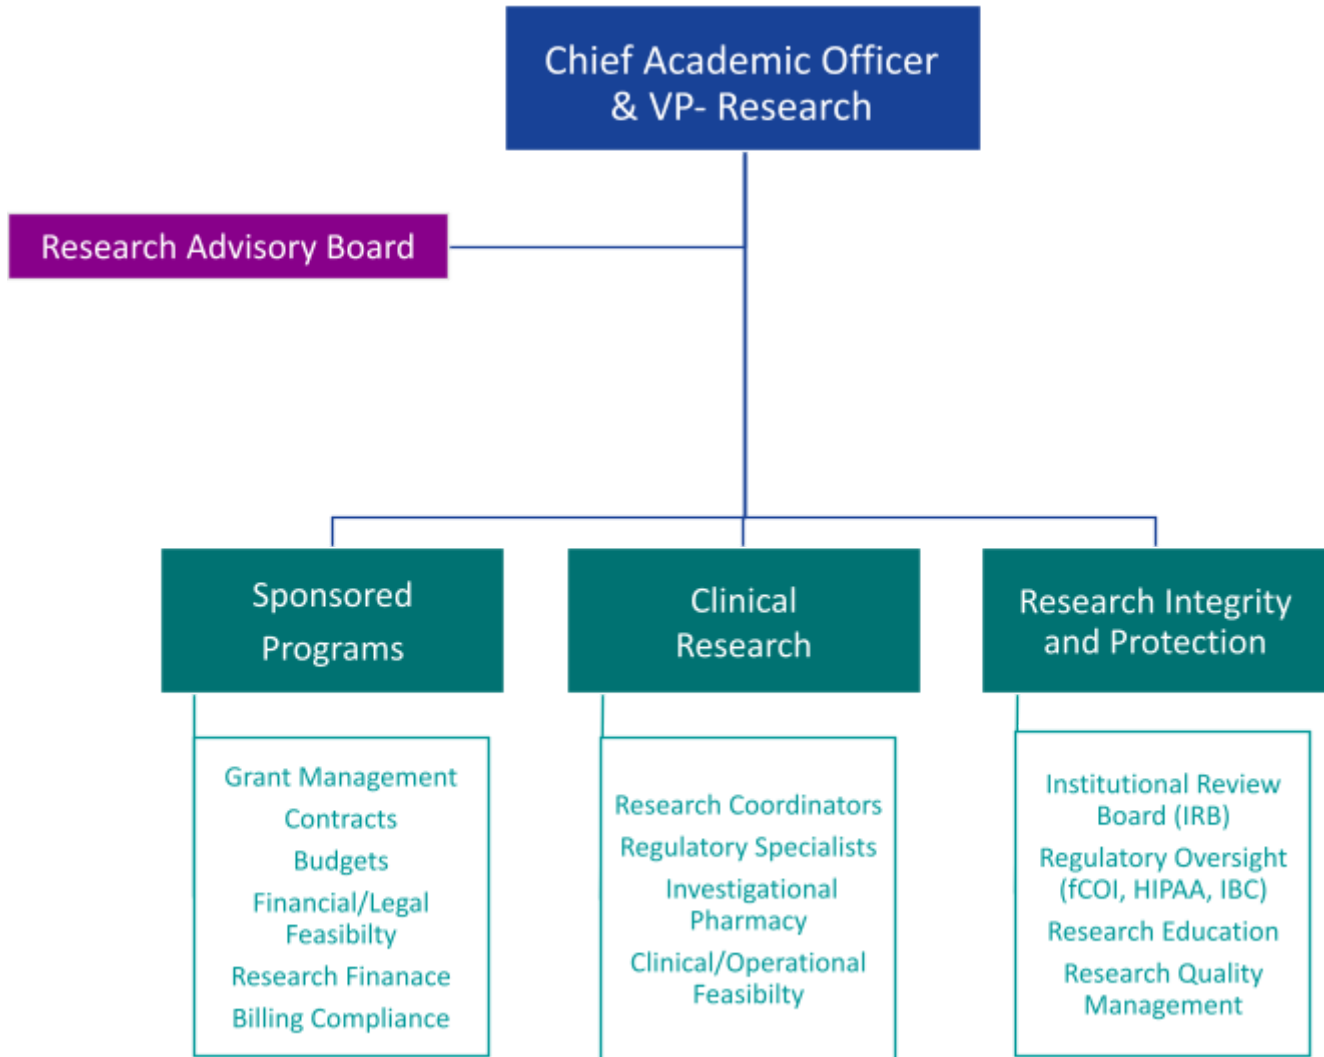 Chief Academic Officer
& VP- Research
Research Advisory Board
Sponsored
Programs
Clinical
Research
Research Integrity
and Protection
Grant Management
Contracts
Budgets
Financial/Legal
Feasibilty
Research Finanace
Billing Compliance
Research Coordinators
Regulatory Specialists
Investigational
Pharmacy
Clinical/Operational
Feasibilty
Institutional Review
Board (IRB)
Regulatory Oversight
(fCOI, HIPAA, IBC)
Research Education
Research Quality
Management